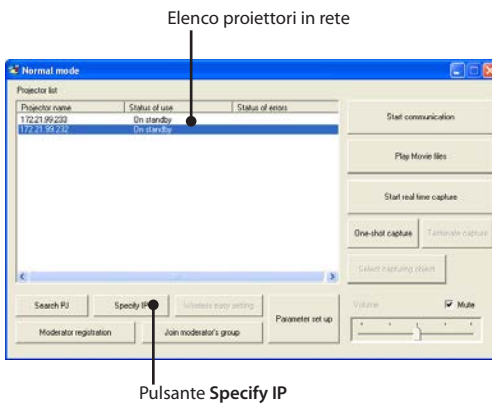 Elenco proiettori in rete
Normal mode
Projector list
Projector name Status of use Status of errors
172.21.99.233 On standby
172.21.99.232 On standby
Start communication
Play Movie files
Start real time capture
One-shot capture Terminate capture
Select capturing object
Search PJ Specify IP Wireless easy setting Parameter set up
Volume Mute
Moderator registration Join moderator's group
Pulsante Specify IP